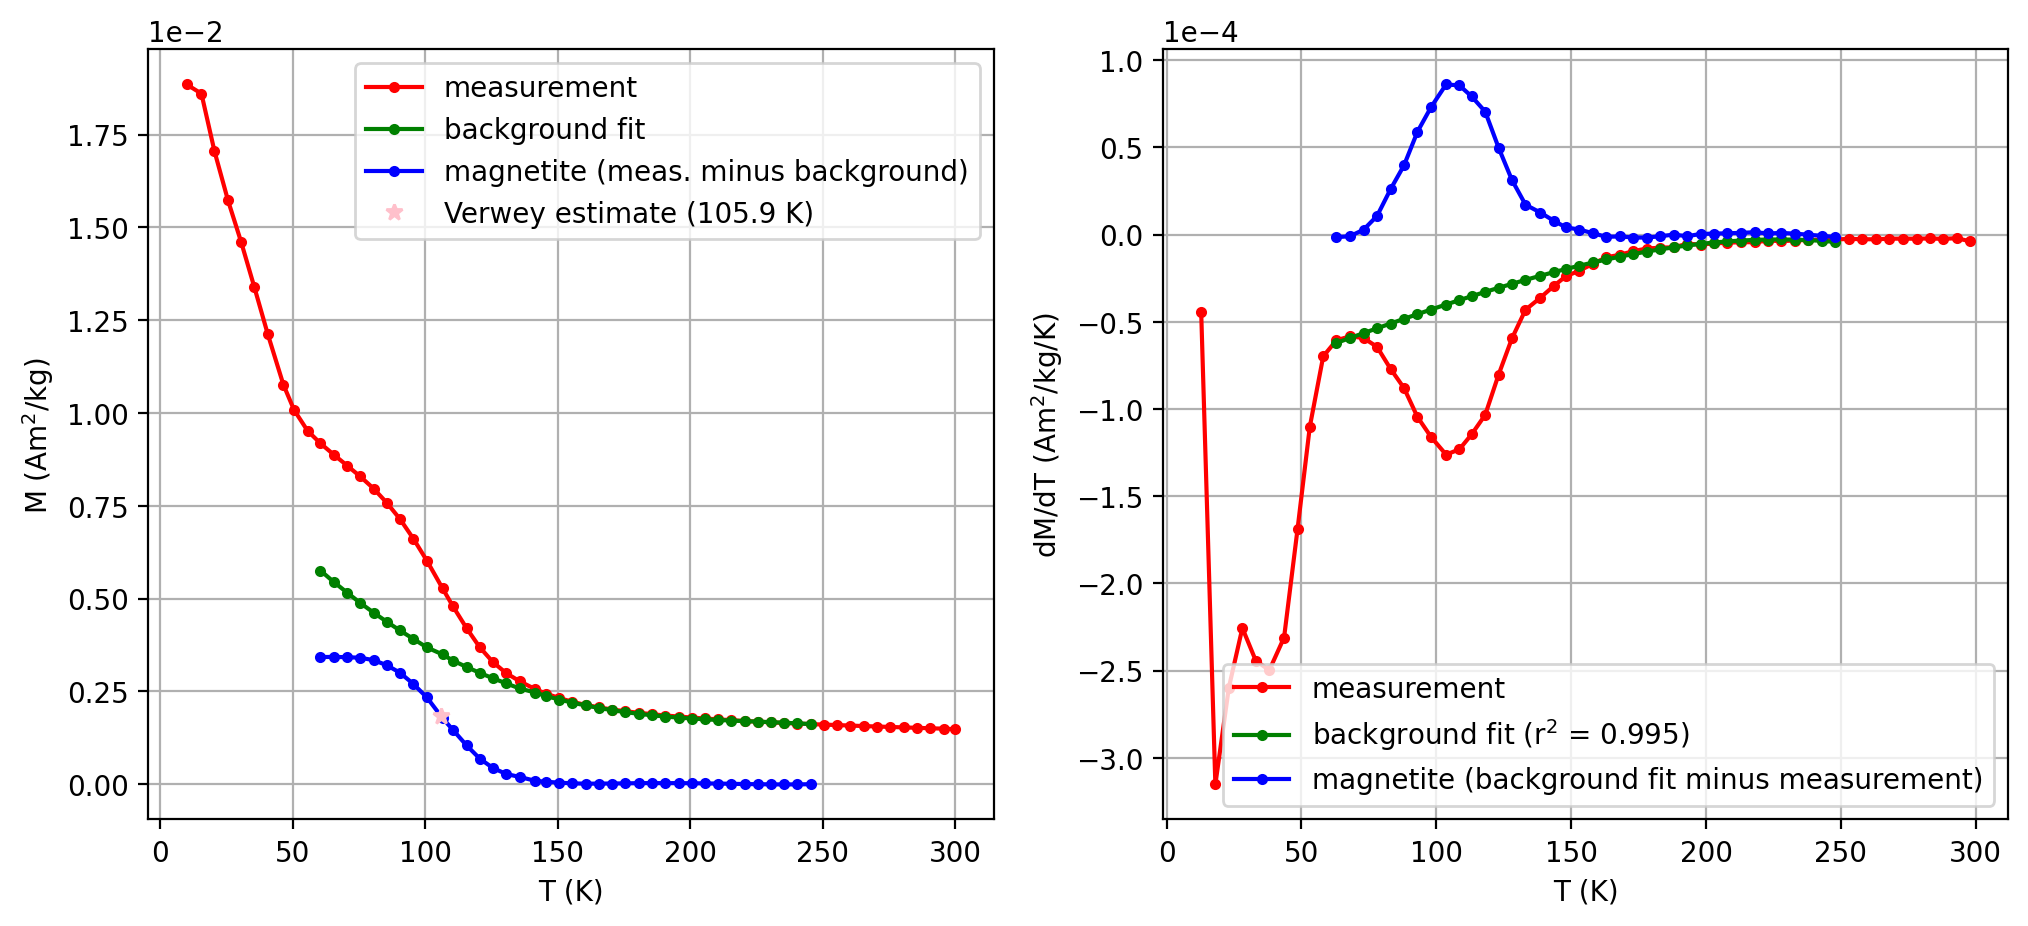 1e−2
measurement
background fit
magnetite (meas. minus background)
Verwey estimate (105.9 K)
M (Am²/kg)
1.75
1.50
1.25
1.00
0.75
0.50
0.25
0.00
0
50
100
150
200
250
300
T (K)
1e−4
dM/dT (Am²/kg/K)
1.0
0.5
0.0
−0.5
−1.0
−1.5
−2.0
−2.5
−3.0
measurement
background fit (r² = 0.995)
magnetite (background fit minus measurement)
0
50
100
150
200
250
300
T (K)